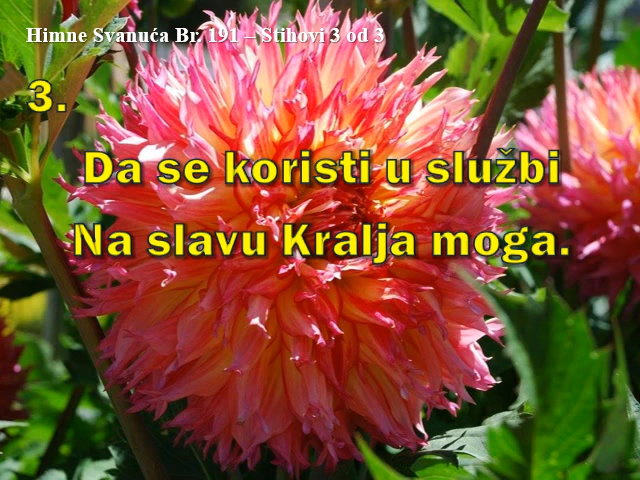 Himne Svanuća Br. 191 – Stihovi 3 od 3
3.
Da se koristi u službi
Na slavu Kralja moga.